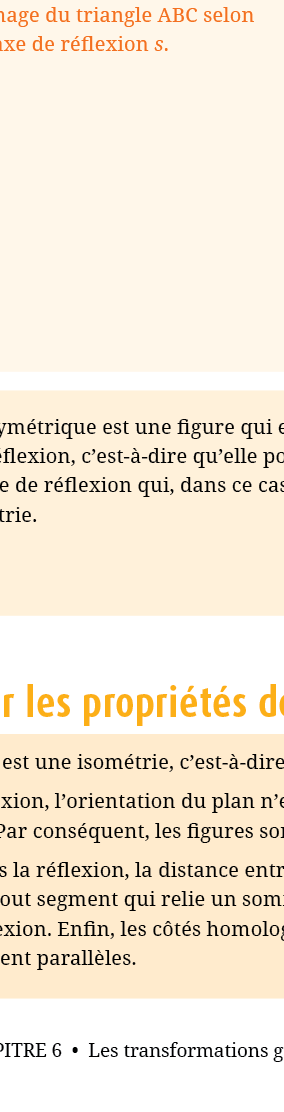 nage du triangle ABC selon
axe de réflexion s.
ymétrique est une figure qui e
éflexion, c’est-à-dire qu’elle po
e de réflexion qui, dans ce cas
trie.
r les propriétés de
est une isométrie, c’est-à-dire
xion, l’orientation du plan n’e
Par conséquent, les figures son
s la réflexion, la distance entr
out segment qui relie un som
exion. Enfin, les côtés homolog
ent parallèles.
PITRE 6 • Les transformations g